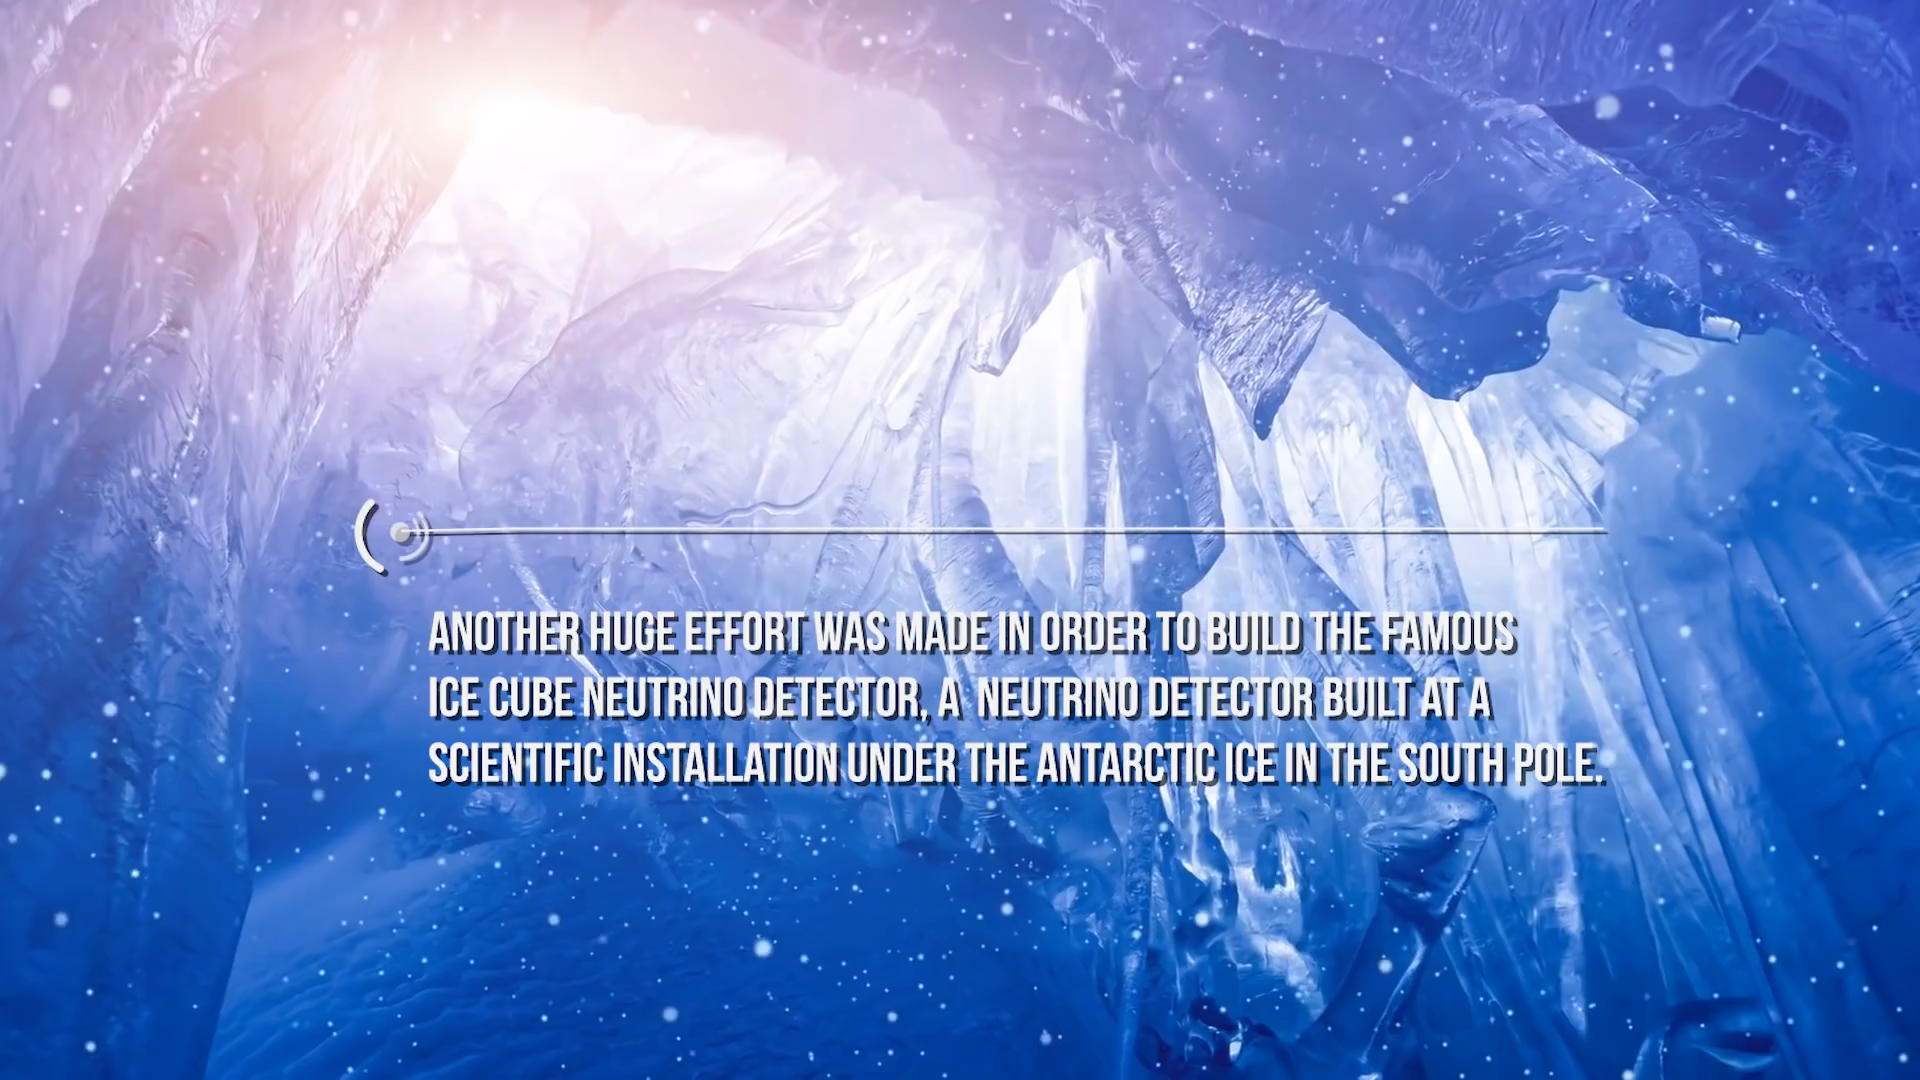 ANOTHER HUGE EFFORT WAS MADE IN ORDER TO BUILD THE FAMOUS
ICE CUBE NEUTRINO DETECTOR, A  NEUTRINO DETECTOR BUILT AT A
SCIENTIFIC INSTALLATION UNDER THE ANTARCTIC ICE IN THE SOUTH POLE.